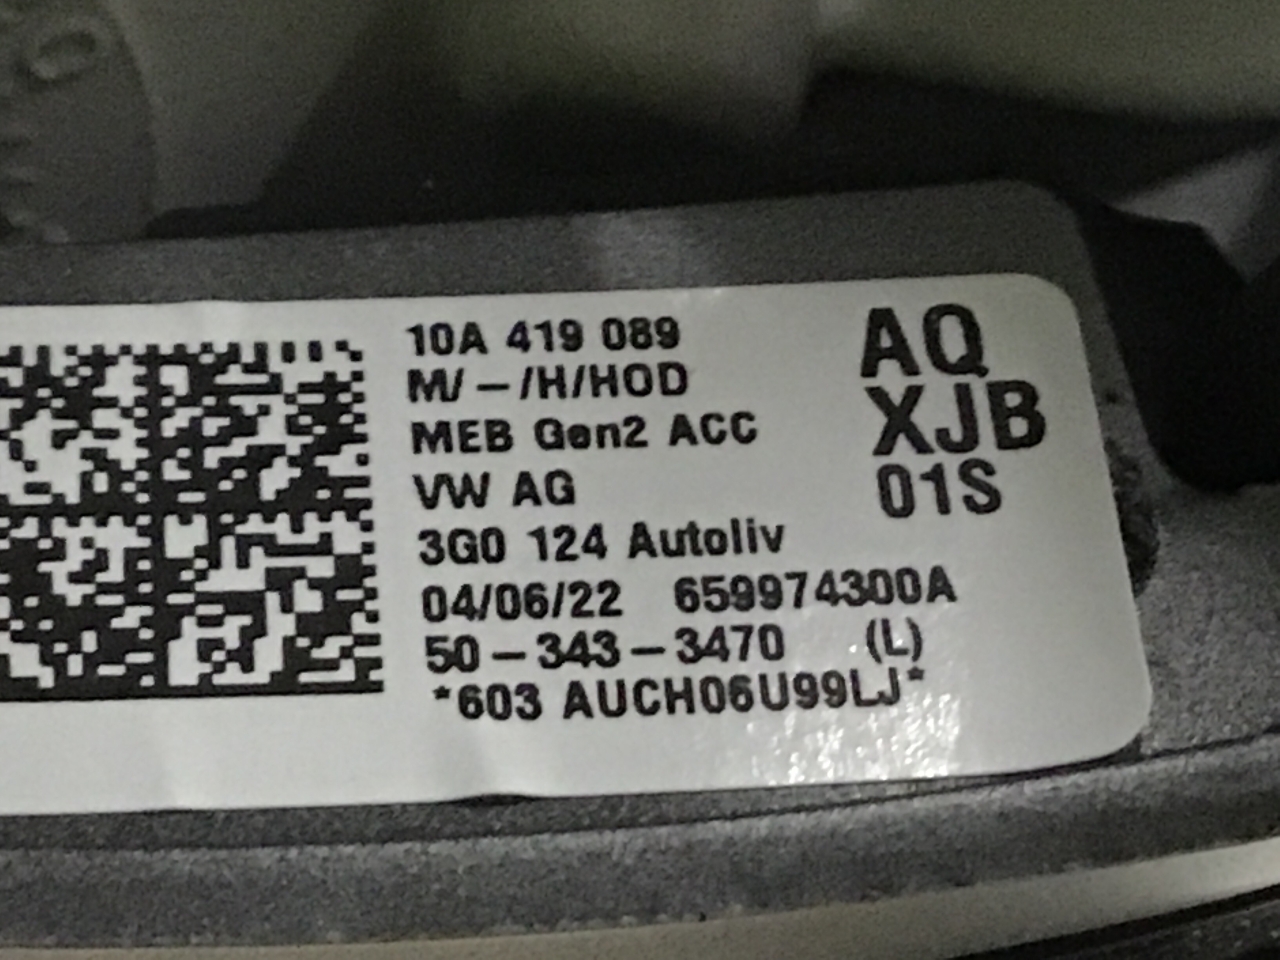 10A 419 089
M/ – /H/HOD
MEB Gen2 ACC
VW AG
3G0 124 Autoliv
04/06/22 659974300A
50 – 343 – 3470 (L)
*603 AUCH06U99LJ*
AQ
XJB
01S